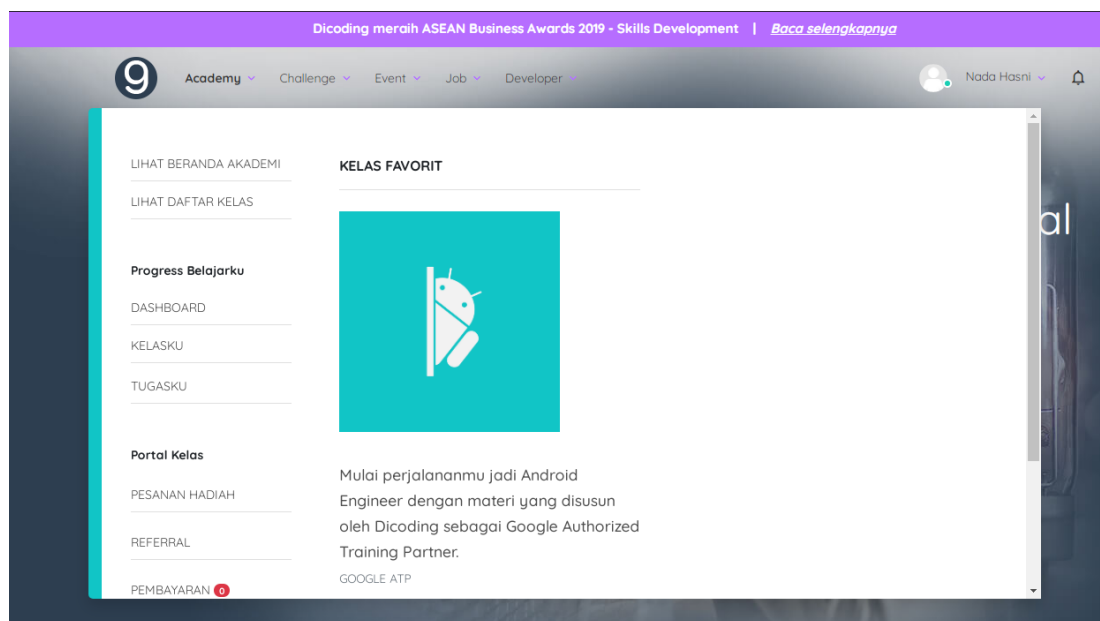 Dicoding meraih ASEAN Business Awards 2019 - Skills Development | Baca selengkapnya
Academy Challenge Event Job Developer Nada Hasni
LIHAT BERANDA AKADEMI
LIHAT DAFTAR KELAS
Progress Belajarku
DASHBOARD
KELASKU
TUGASKU
Portal Kelas
PESANAN HADIAH
REFERRAL
PEMBAYARAN 0
KELAS FAVORIT
Mulai perjalananmu jadi Android
Engineer dengan materi yang disusun
oleh Dicoding sebagai Google Authorized
Training Partner.
GOOGLE ATP
al